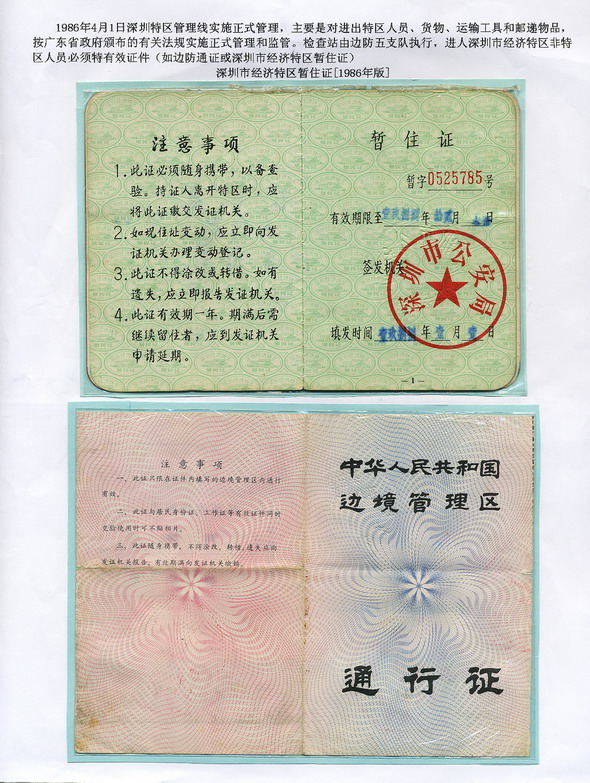 1986年4月1日深圳特区管理线实施正式管理，主要是对进出特区人员、货物、运输工具和邮递物品，
按广东省政府颁布的有关法规实施正式管理和监管。检查站由边防五支队执行，进人深圳市经济特区非特
区人员必须特有效证件（如边防通证或深圳市经济特区暂住证）
深圳市经济特区暂住证[1986年版]
注意事项
1. 此证必须随身携带，以备查
验。持证人离开特区时，应
将此证缴交发证机关。
2. 如现住址变动，应立即向发
证机关办理变动登记。
3. 此证不得涂改或转借。如有
遗失，应立即报告发证机关。
4. 此证有效期一年。期满后需
继续留住者，应到发证机关
申请延期。
暂住证
暂字0525785号
有效期限至 年 月 日
签发机关
深圳市公安局
填发时间 年壹月壹日
—1—
注意事项
一、此证只限在证件内填写的边境管理区内通行
有效。
二、此证与居民身份证、工作证等有效证件同时
交验使用时可不贴相片。
三、此证随身携带，不得涂改、转借，遗失应向
发证机关报告，有效期满向发证机关缴销。
中华人民共和国
边境管理区
通行证